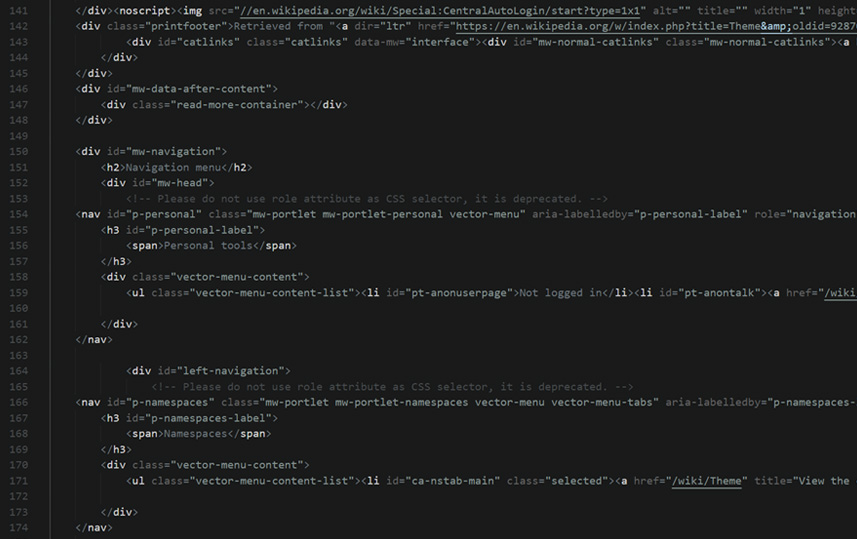 141 </div><noscript><img src="//en.wikipedia.org/wiki/Special:CentralAutoLogin/start?type=1x1" alt="" title="" width="1" height
142 <div class="printfooter">Retrieved from "<a dir="ltr" href="https://en.wikipedia.org/w/index.php?title=Theme&amp;oldid=9287
143 <div id="catlinks" class="catlinks" data-mw="interface"><div id="mw-normal-catlinks" class="mw-normal-catlinks"><a
144 </div>
145 </div>
146 <div id="mw-data-after-content">
147 <div class="read-more-container"></div>
148 </div>
149
150 <div id="mw-navigation">
151 <h2>Navigation menu</h2>
152 <div id="mw-head">
153 <!-- Please do not use role attribute as CSS selector, it is deprecated. -->
154 <nav id="p-personal" class="mw-portlet mw-portlet-personal vector-menu" aria-labelledby="p-personal-label" role="navigation
155 <h3 id="p-personal-label">
156 <span>Personal tools</span>
157 </h3>
158 <div class="vector-menu-content">
159 <ul class="vector-menu-content-list"><li id="pt-anonuserpage">Not logged in</li><li id="pt-anontalk"><a href="/wiki
160
161 </div>
162 </nav>
163
164 <div id="left-navigation">
165 <!-- Please do not use role attribute as CSS selector, it is deprecated. -->
166 <nav id="p-namespaces" class="mw-portlet mw-portlet-namespaces vector-menu vector-menu-tabs" aria-labelledby="p-namespaces-
167 <h3 id="p-namespaces-label">
168 <span>Namespaces</span>
169 </h3>
170 <div class="vector-menu-content">
171 <ul class="vector-menu-content-list"><li id="ca-nstab-main" class="selected"><a href="/wiki/Theme" title="View the
172
173 </div>
174 </nav>